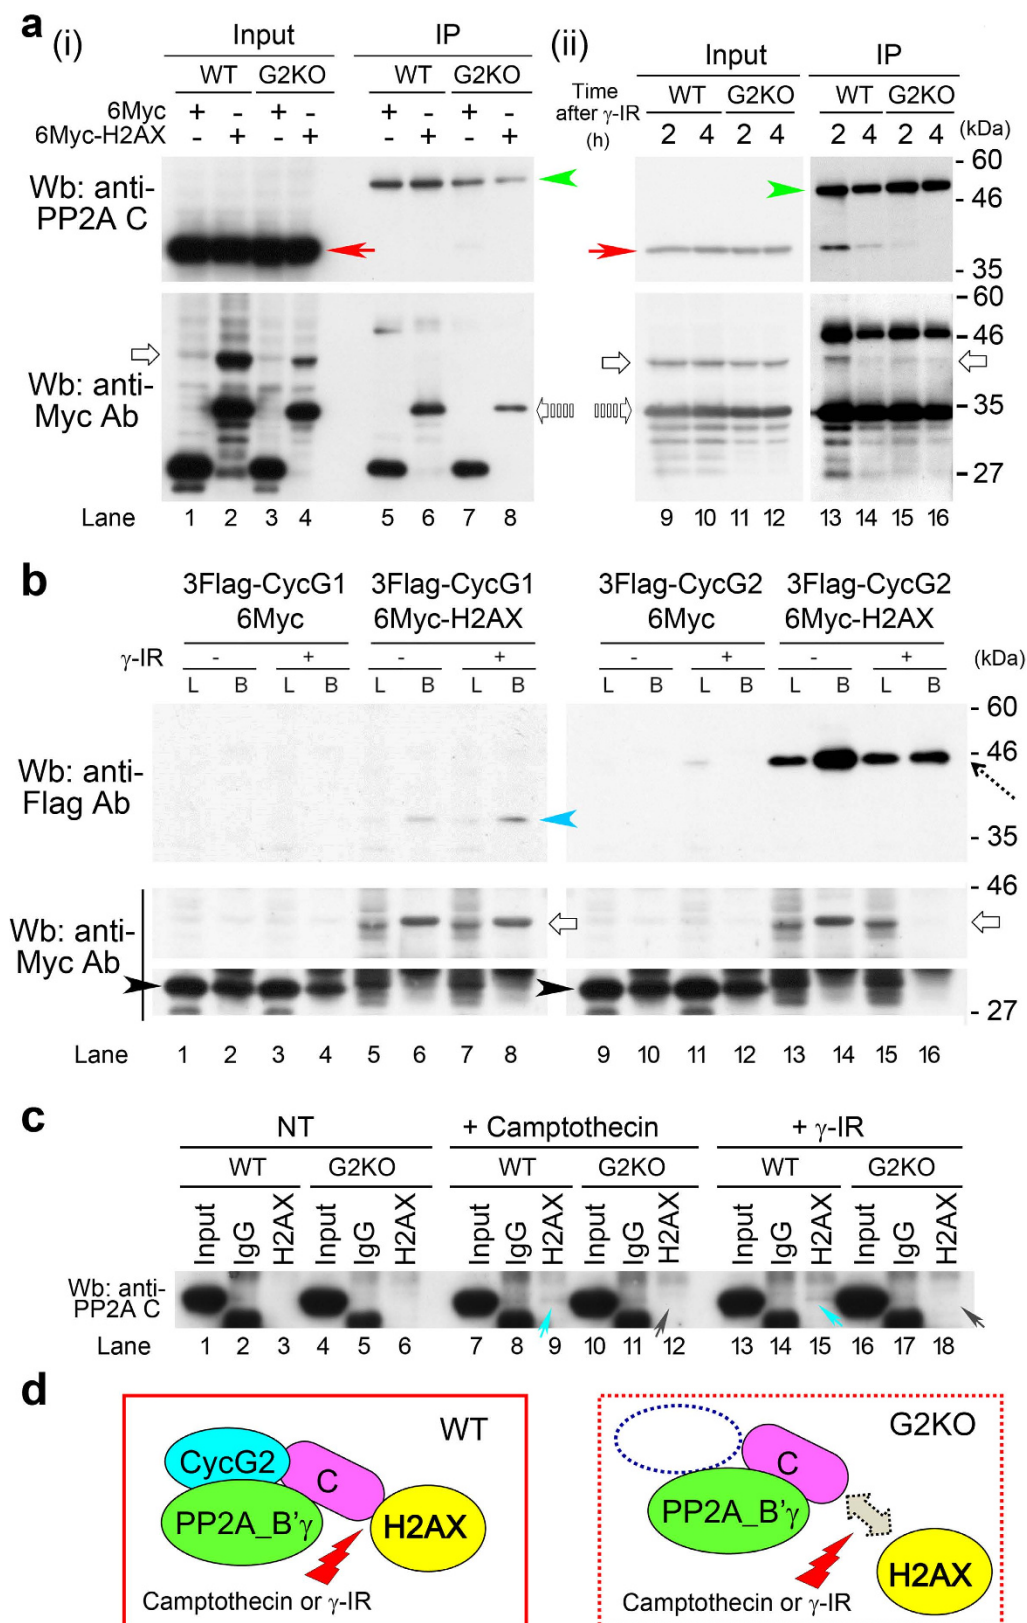 a (i) Input IP (ii) Input IP
WT G2KO WT G2KO Time after γ-IR (h) WT G2KO WT G2KO
6Myc + - + - + - + - 2 4 2 4 2 4 2 4 (kDa)
6Myc-H2AX - + - + - + - +
Wb: anti-
PP2A C
- 60
- 46
- 35
Wb: anti-
Myc Ab
- 60
- 46
- 35
- 27
Lane 1 2 3 4 5 6 7 8 9 10 11 12 13 14 15 16
b
3Flag-CycG1 3Flag-CycG1 3Flag-CycG2 3Flag-CycG2
6Myc 6Myc-H2AX 6Myc 6Myc-H2AX
γ-IR - + - + - + - + (kDa)
L B L B L B L B L B L B L B L B
Wb: anti-
Flag Ab
- 60
- 46
- 35
Wb: anti-
Myc Ab
- 46
- 27
Lane 1 2 3 4 5 6 7 8 9 10 11 12 13 14 15 16
c
NT + Camptothecin + γ-IR
WT G2KO WT G2KO WT G2KO
Input IgG H2AX Input IgG H2AX Input IgG H2AX Input IgG H2AX Input IgG H2AX Input IgG H2AX
Wb: anti-
PP2A C
Lane 1 2 3 4 5 6 7 8 9 10 11 12 13 14 15 16 17 18
d
WT
CycG2
C
PP2A_B'γ
H2AX
Camptothecin or γ-IR
G2KO
C
PP2A_B'γ
H2AX
Camptothecin or γ-IR